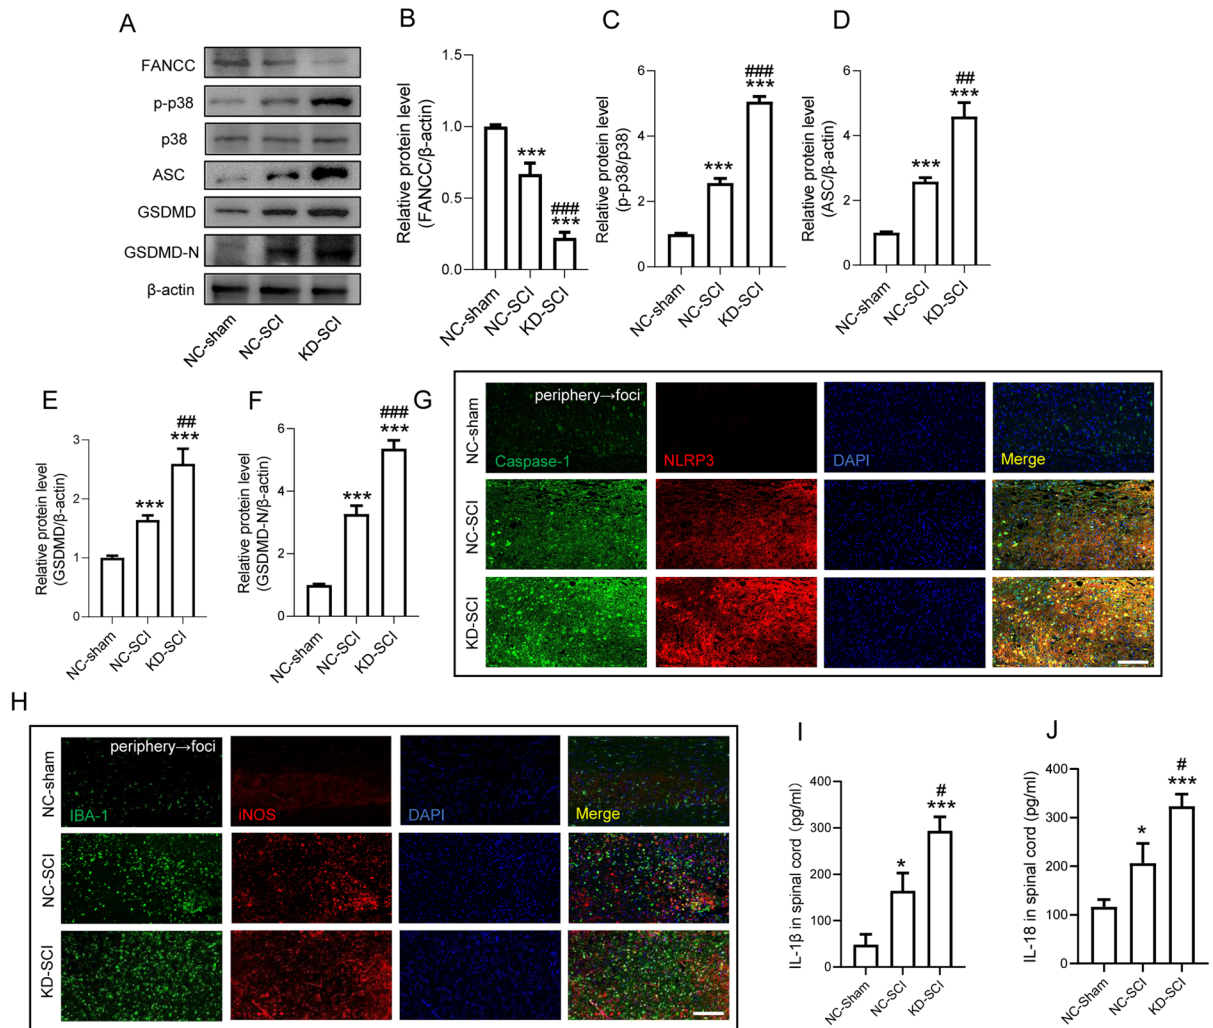 A
FANCC
p-p38
p38
ASC
GSDMD
GSDMD-N
β-actin
NC-sham
NC-SCI
KD-SCI
B
Relative protein level
(FANCC/β-actin)
1.5
1.0
0.5
0.0
***
###
***
NC-sham
NC-SCI
KD-SCI
C
Relative protein level
(p-p38/p38)
6
4
2
0
***
###
***
NC-sham
NC-SCI
KD-SCI
D
Relative protein level
(ASC/β-actin)
6
4
2
0
***
##
***
NC-sham
NC-SCI
KD-SCI
E
Relative protein level
(GSDMD/β-actin)
3
2
1
0
***
##
***
NC-sham
NC-SCI
KD-SCI
F
Relative protein level
(GSDMD-N/β-actin)
6
4
2
0
***
###
***
NC-sham
NC-SCI
KD-SCI
G
NC-sham
periphery→foci
Caspase-1
NLRP3
DAPI
Merge
NC-SCI
KD-SCI
H
NC-sham
periphery→foci
IBA-1
iNOS
DAPI
Merge
NC-SCI
KD-SCI
I
IL-1β in spinal cord (pg/ml)
400
300
200
100
0
*
#
***
NC-Sham
NC-SCI
KD-SCI
J
IL-18 in spinal cord (pg/ml)
400
300
200
100
0
*
#
***
NC-Sham
NC-SCI
KD-SCI